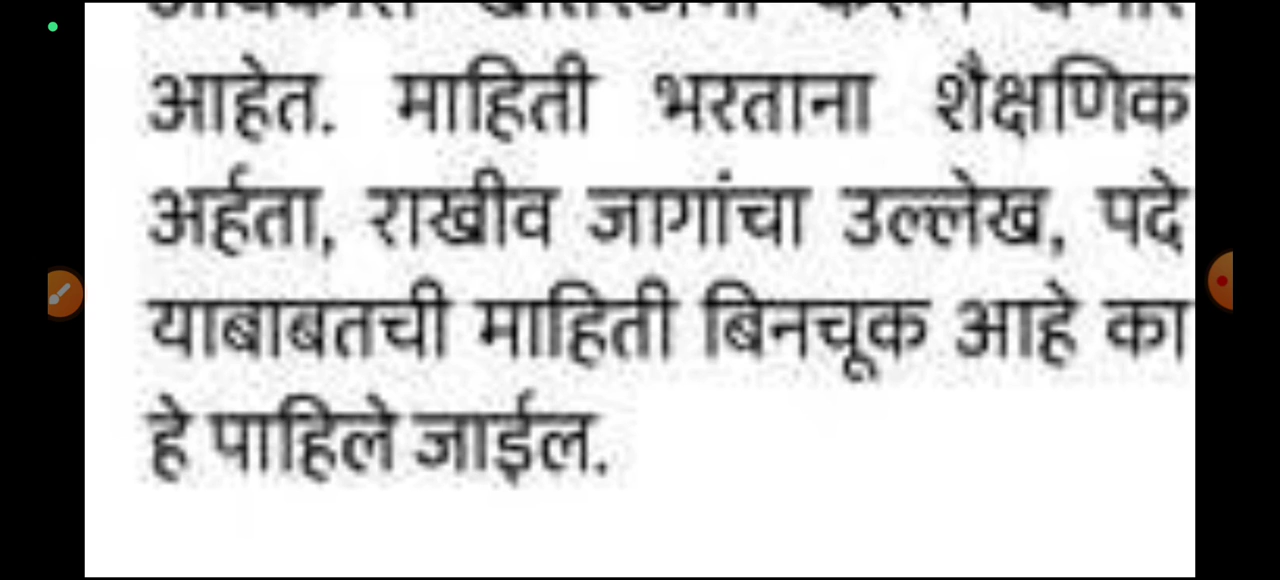 आहेत. माहिती भरताना शैक्षणिक
अर्हता, राखीव जागांचा उल्लेख, पदे
याबाबतची माहिती बिनचूक आहे का
हे पाहिले जाईल.